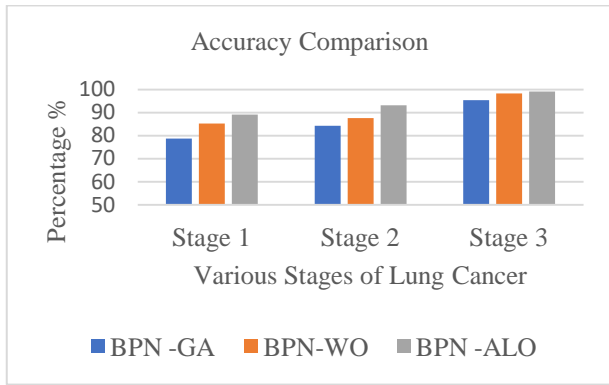 Accuracy Comparison
Percentage %
100
90
80
70
60
50
Stage 1 Stage 2 Stage 3
Various Stages of Lung Cancer
BPN -GA BPN-WO BPN -ALO